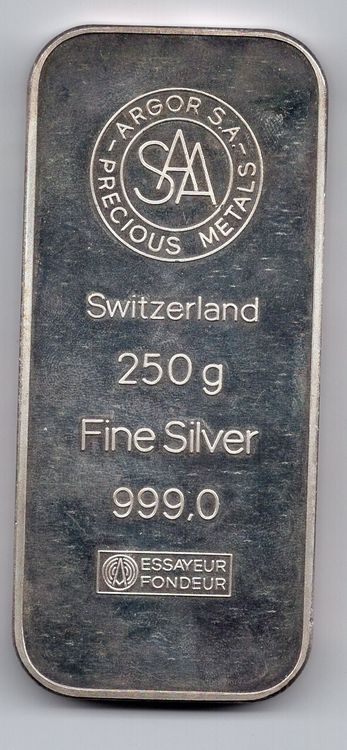 - ARGOR S.A. -
PRECIOUS METALS
SAA
Switzerland
250 g
Fine Silver
999,0
ESSAYEUR
FONDEUR